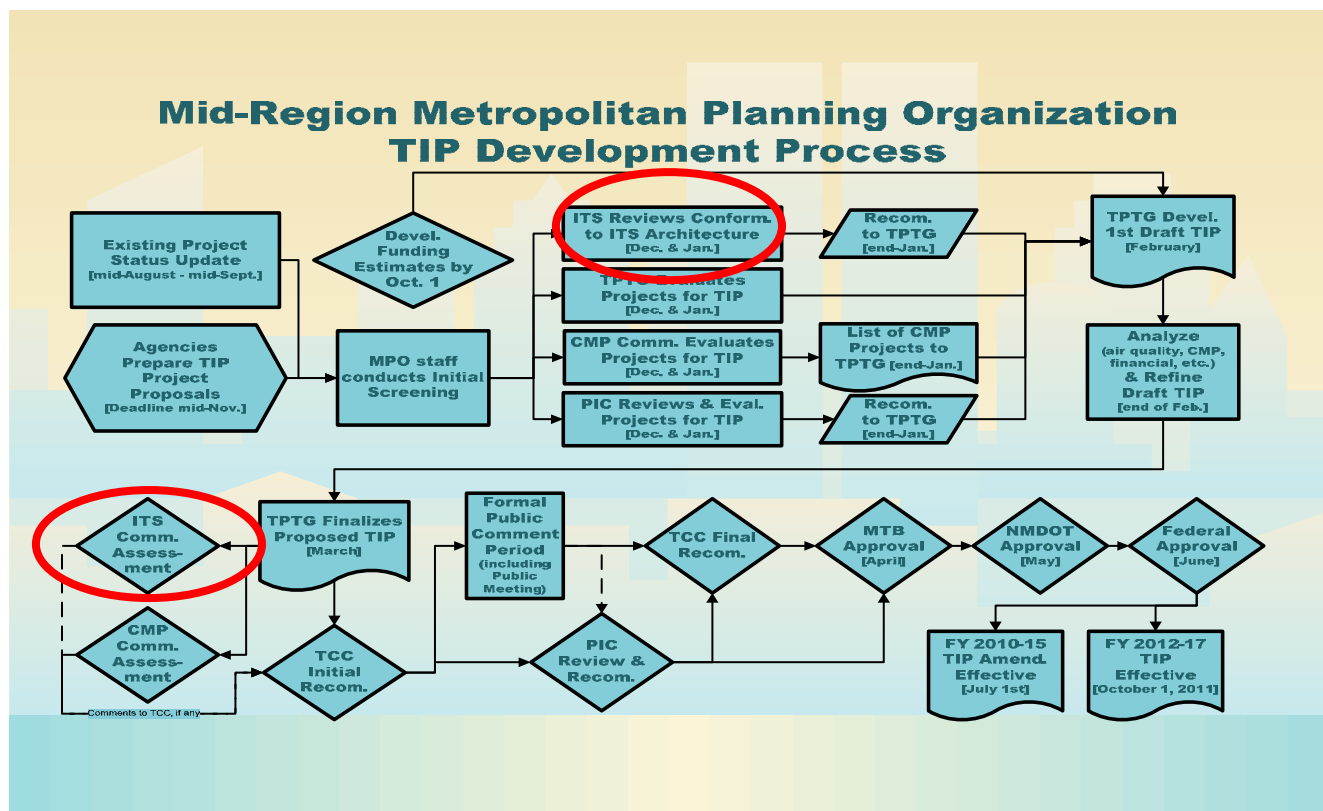 Mid-Region Metropolitan Planning Organization
TIP Development Process
Existing Project
Status Update
[mid-August - mid-Sept.]
Agencies
Prepare TIP
Project
Proposals
[Deadline mid-Nov.]
Devel.
Funding
Estimates by
Oct. 1
MPO staff
conducts Initial
Screening
ITS Reviews Conform.
to ITS Architecture
[Dec. & Jan.]
TPTG Evaluates
Projects for TIP
[Dec. & Jan.]
CMP Comm. Evaluates
Projects for TIP
[Dec. & Jan.]
PIC Reviews & Eval.
Projects for TIP
[Dec. & Jan.]
Recom.
to TPTG
[end-Jan.]
List of CMP
Projects to
TPTG [end-Jan.]
Recom.
to TPTG
[end-Jan.]
TPTG Devel.
1st Draft TIP
[February]
Analyze
(air quality, CMP,
financial, etc.)
& Refine
Draft TIP
[end of Feb.]
ITS
Comm.
Assess-
ment
CMP
Comm.
Assess-
ment
Comments to TCC, if any
TPTG Finalizes
Proposed TIP
[March]
TCC
Initial
Recom.
Formal
Public
Comment
Period
(including
Public
Meeting)
PIC
Review &
Recom.
TCC Final
Recom.
MTB
Approval
[April]
NMDOT
Approval
[May]
Federal
Approval
[June]
FY 2010-15
TIP Amend.
Effective
[July 1st]
FY 2012-17
TIP
Effective
[October 1, 2011]